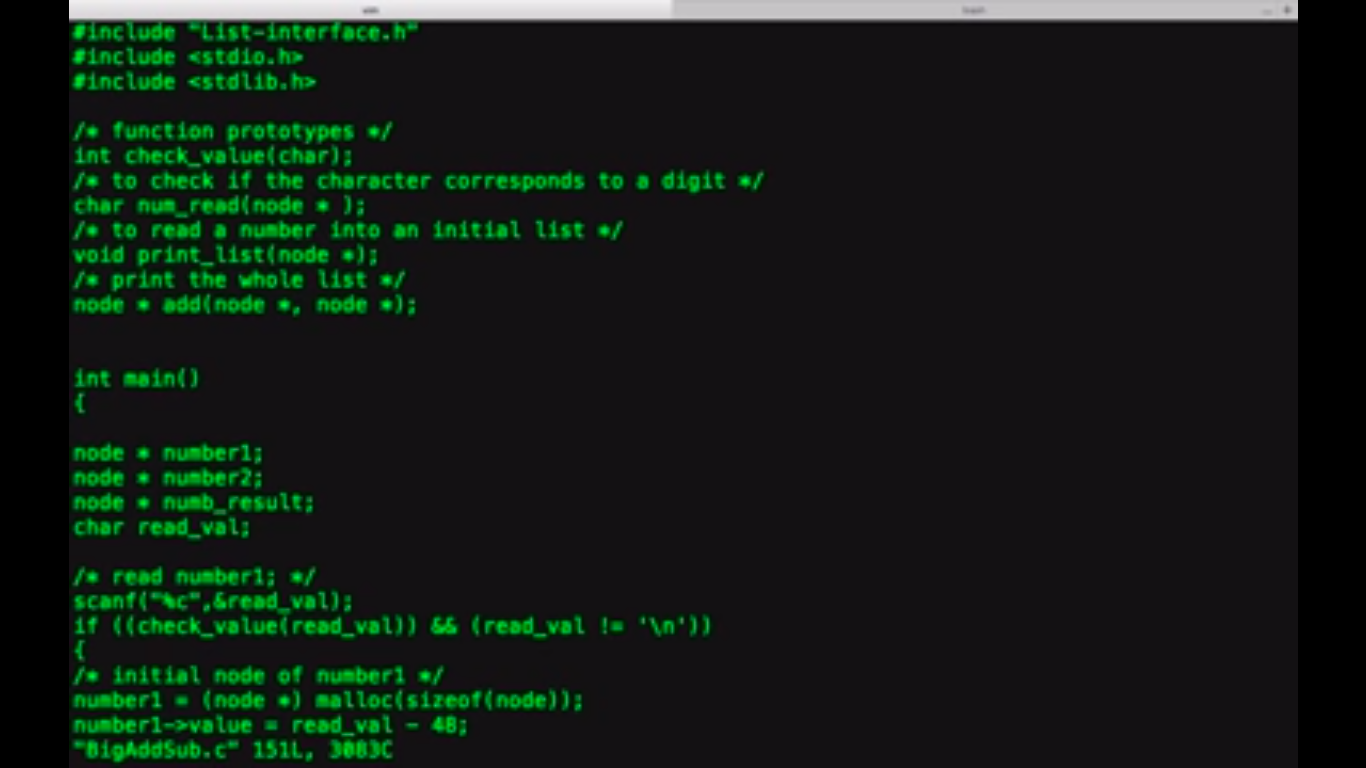 vim
bash
#include "List-interface.h"
#include <stdio.h>
#include <stdlib.h>
/* function prototypes */
int check_value(char);
/* to check if the character corresponds to a digit */
char num_read(node * );
/* to read a number into an initial list */
void print_list(node *);
/* print the whole list */
node * add(node *, node *);
int main()
{
node * number1;
node * number2;
node * numb_result;
char read_val;
/* read number1; */
scanf("%c",&read_val);
if ((check_value(read_val)) && (read_val != '\n'))
{
/* initial node of number1 */
number1 = (node *) malloc(sizeof(node));
number1->value = read_val - 48;
"BigAddSub.c" 151L, 3083C